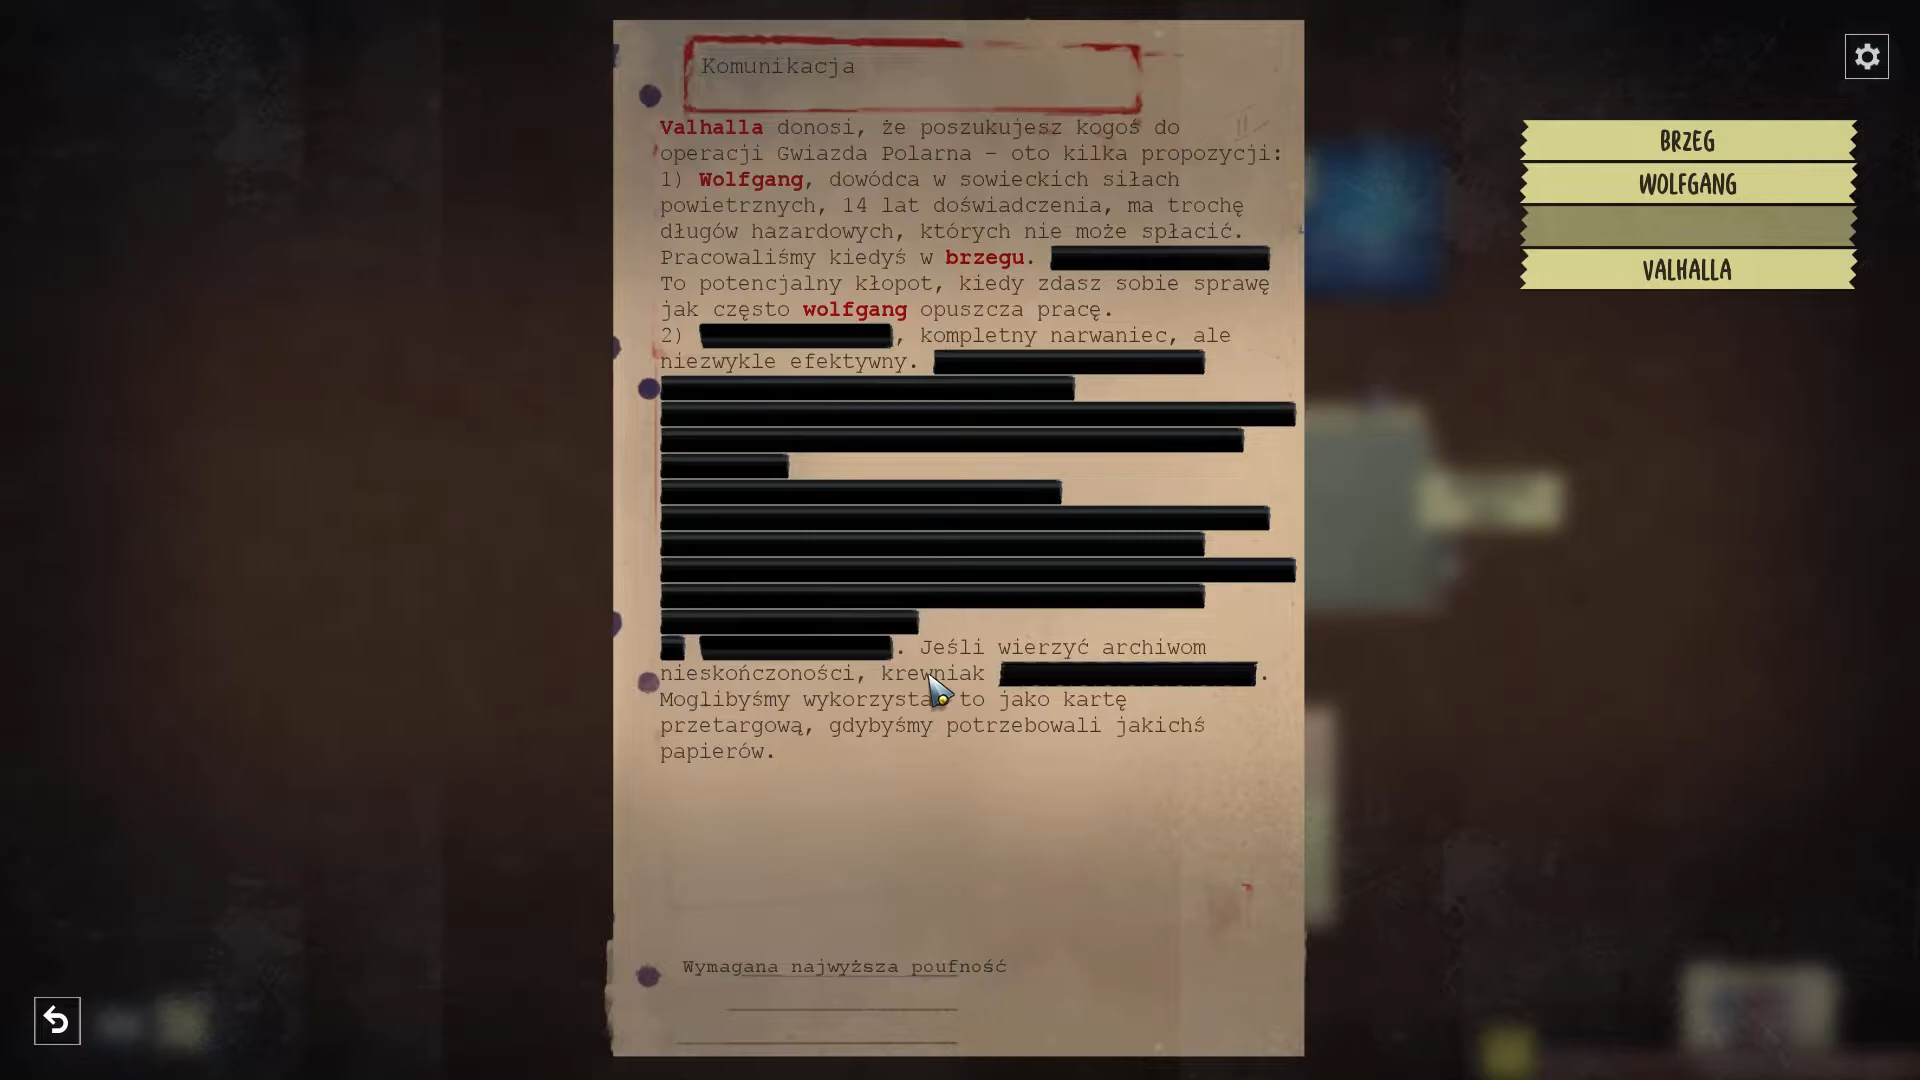 Komunikacja
Valhalla donosi, że poszukujesz kogoś do
operacji Gwiazda Polarna – oto kilka propozycji:
1) Wolfgang, dowódca w sowieckich siłach
powietrznych, 14 lat doświadczenia, ma trochę
długów hazardowych, których nie może spłacić.
Pracowaliśmy kiedyś w brzegu.
To potencjalny kłopot, kiedy zdasz sobie sprawę
jak często wolfgang opuszcza pracę.
2) , kompletny narwaniec, ale
niezwykle efektywny.
. Jeśli wierzyć archiwom
nieskończoności, krewniak .
Moglibyśmy wykorzystać to jako kartę
przetargową, gdybyśmy potrzebowali jakichś
papierów.
Wymagana najwyższa poufność
BRZEG
WOLFGANG
VALHALLA